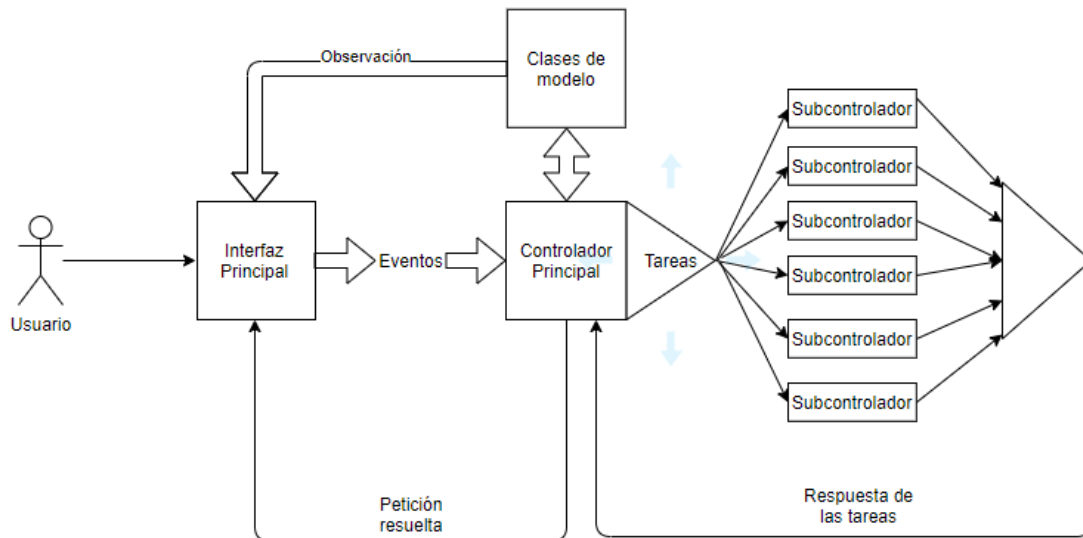 Observación
Clases de
modelo
Subcontrolador
Subcontrolador
Subcontrolador
Subcontrolador
Subcontrolador
Subcontrolador
Usuario
Interfaz
Principal
Eventos
Controlador
Principal
Tareas
Petición
resuelta
Respuesta de
las tareas